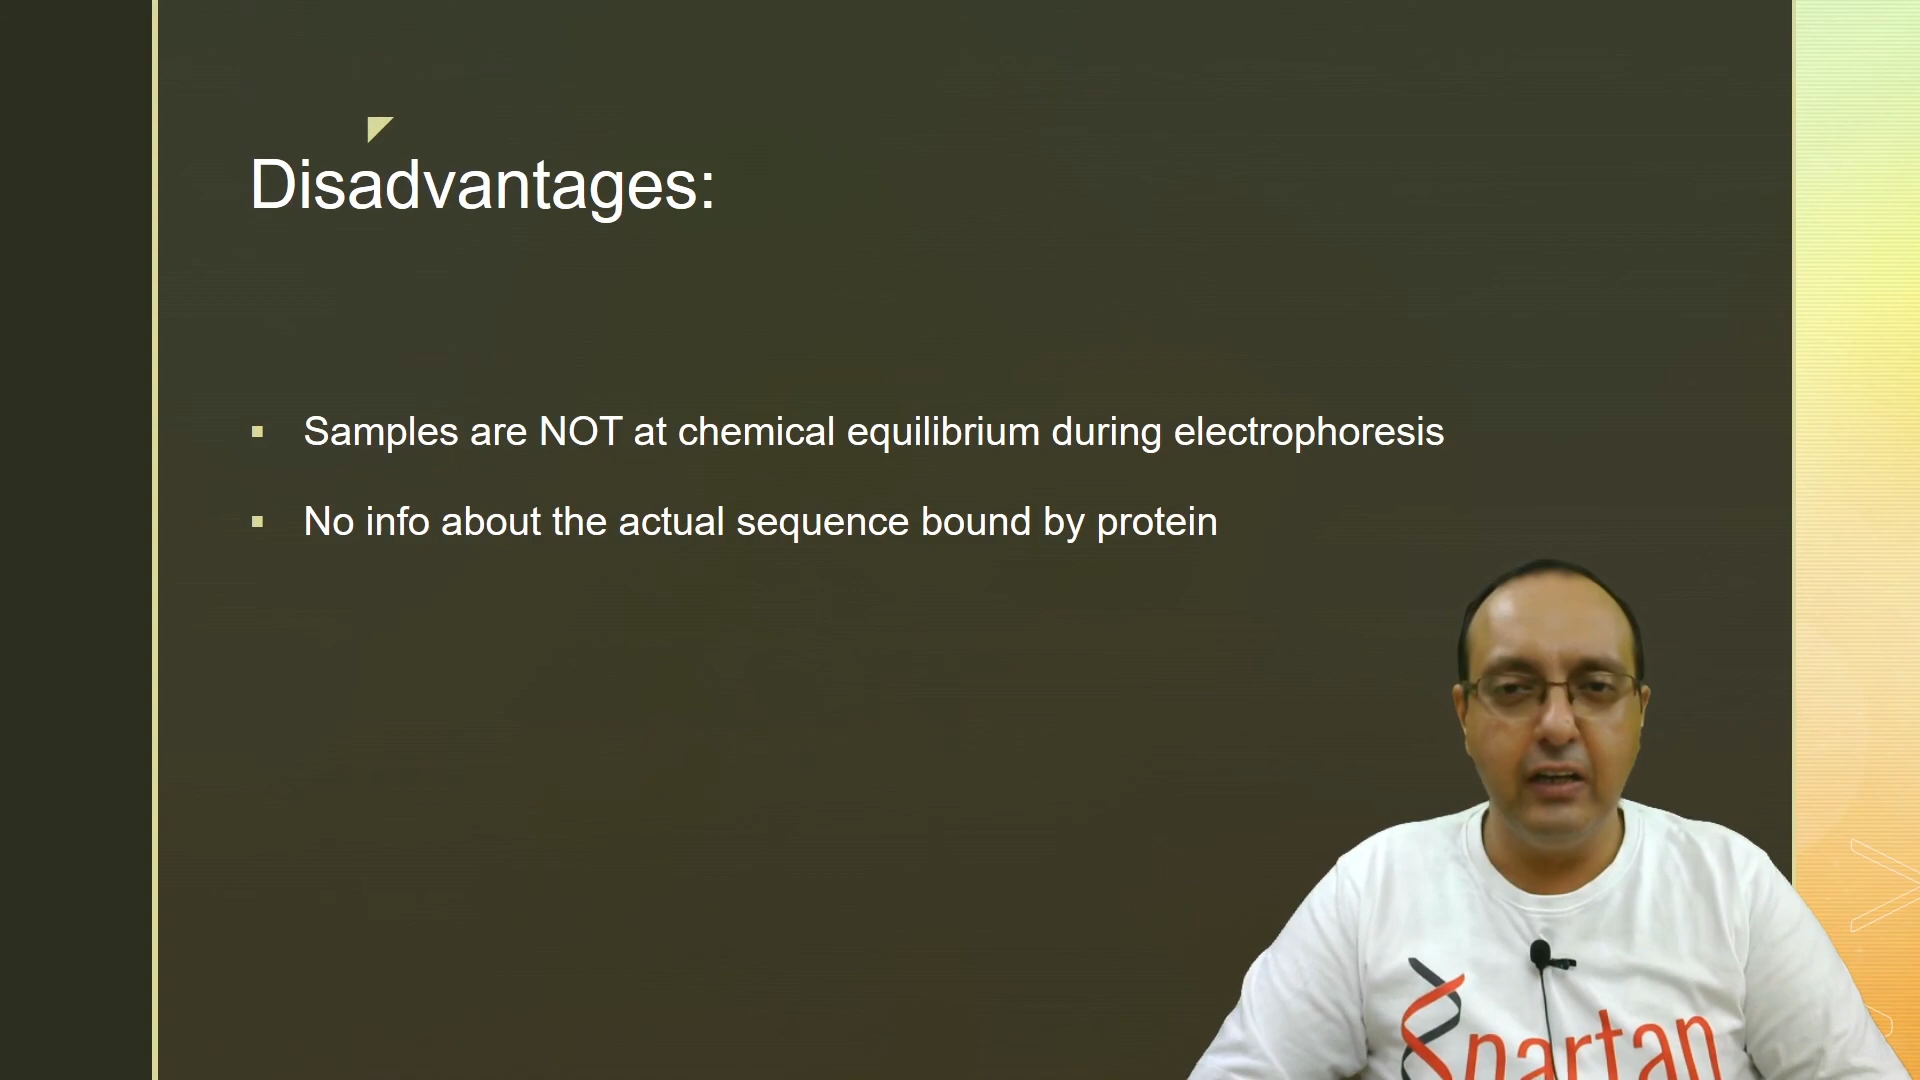 Disadvantages:
Samples are NOT at chemical equilibrium during electrophoresis
No info about the actual sequence bound by protein
Spartan